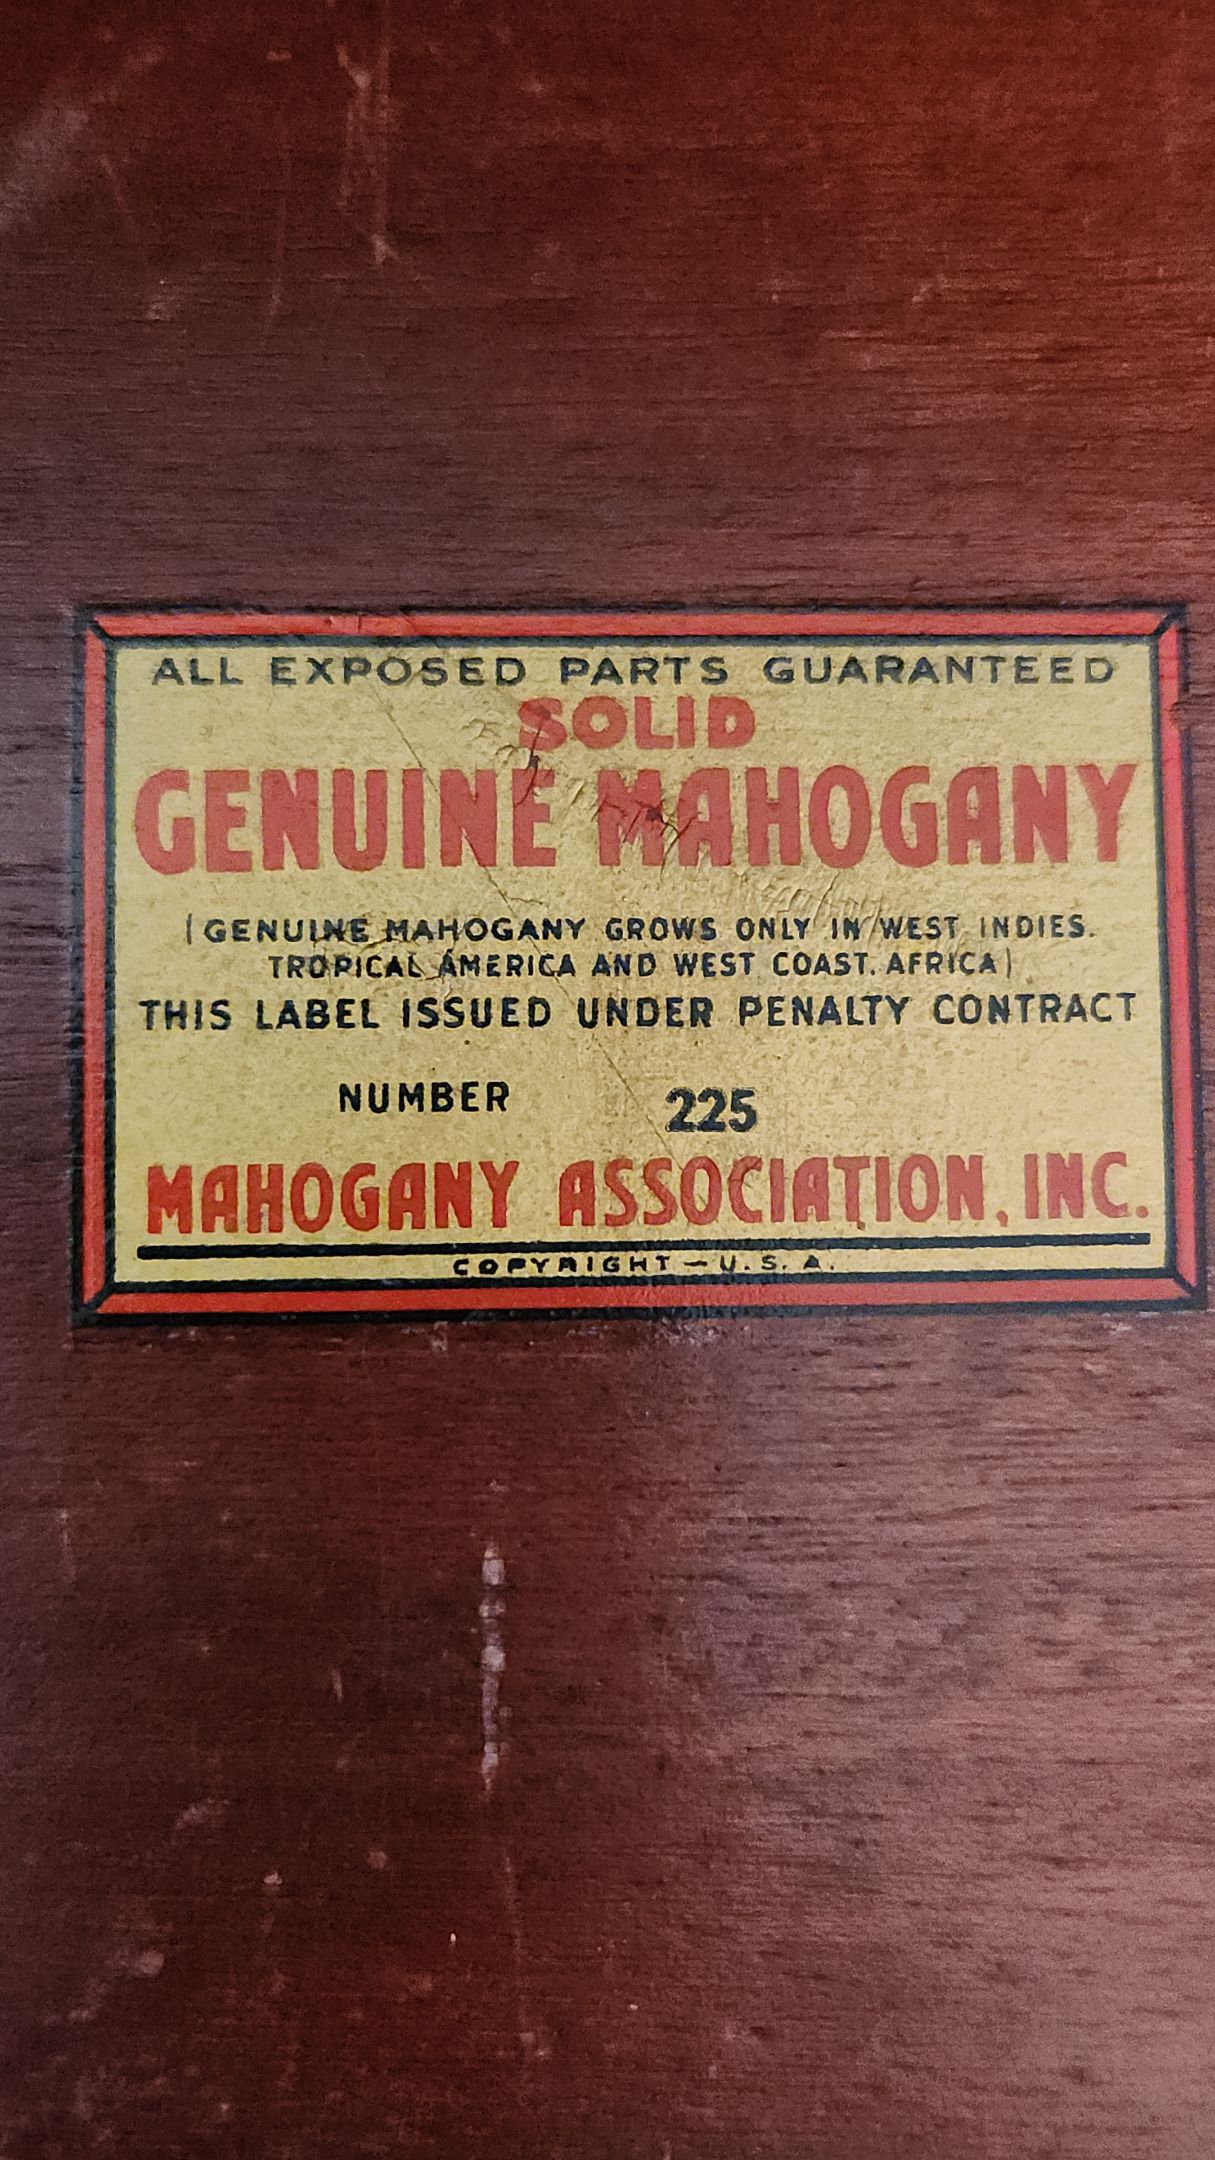 ALL EXPOSED PARTS GUARANTEED
SOLID
GENUINE MAHOGANY
(GENUINE MAHOGANY GROWS ONLY IN WEST INDIES.
TROPICAL AMERICA AND WEST COAST. AFRICA)
THIS LABEL ISSUED UNDER PENALTY CONTRACT
NUMBER 225
MAHOGANY ASSOCIATION, INC.
COPYRIGHT — U.S.A.